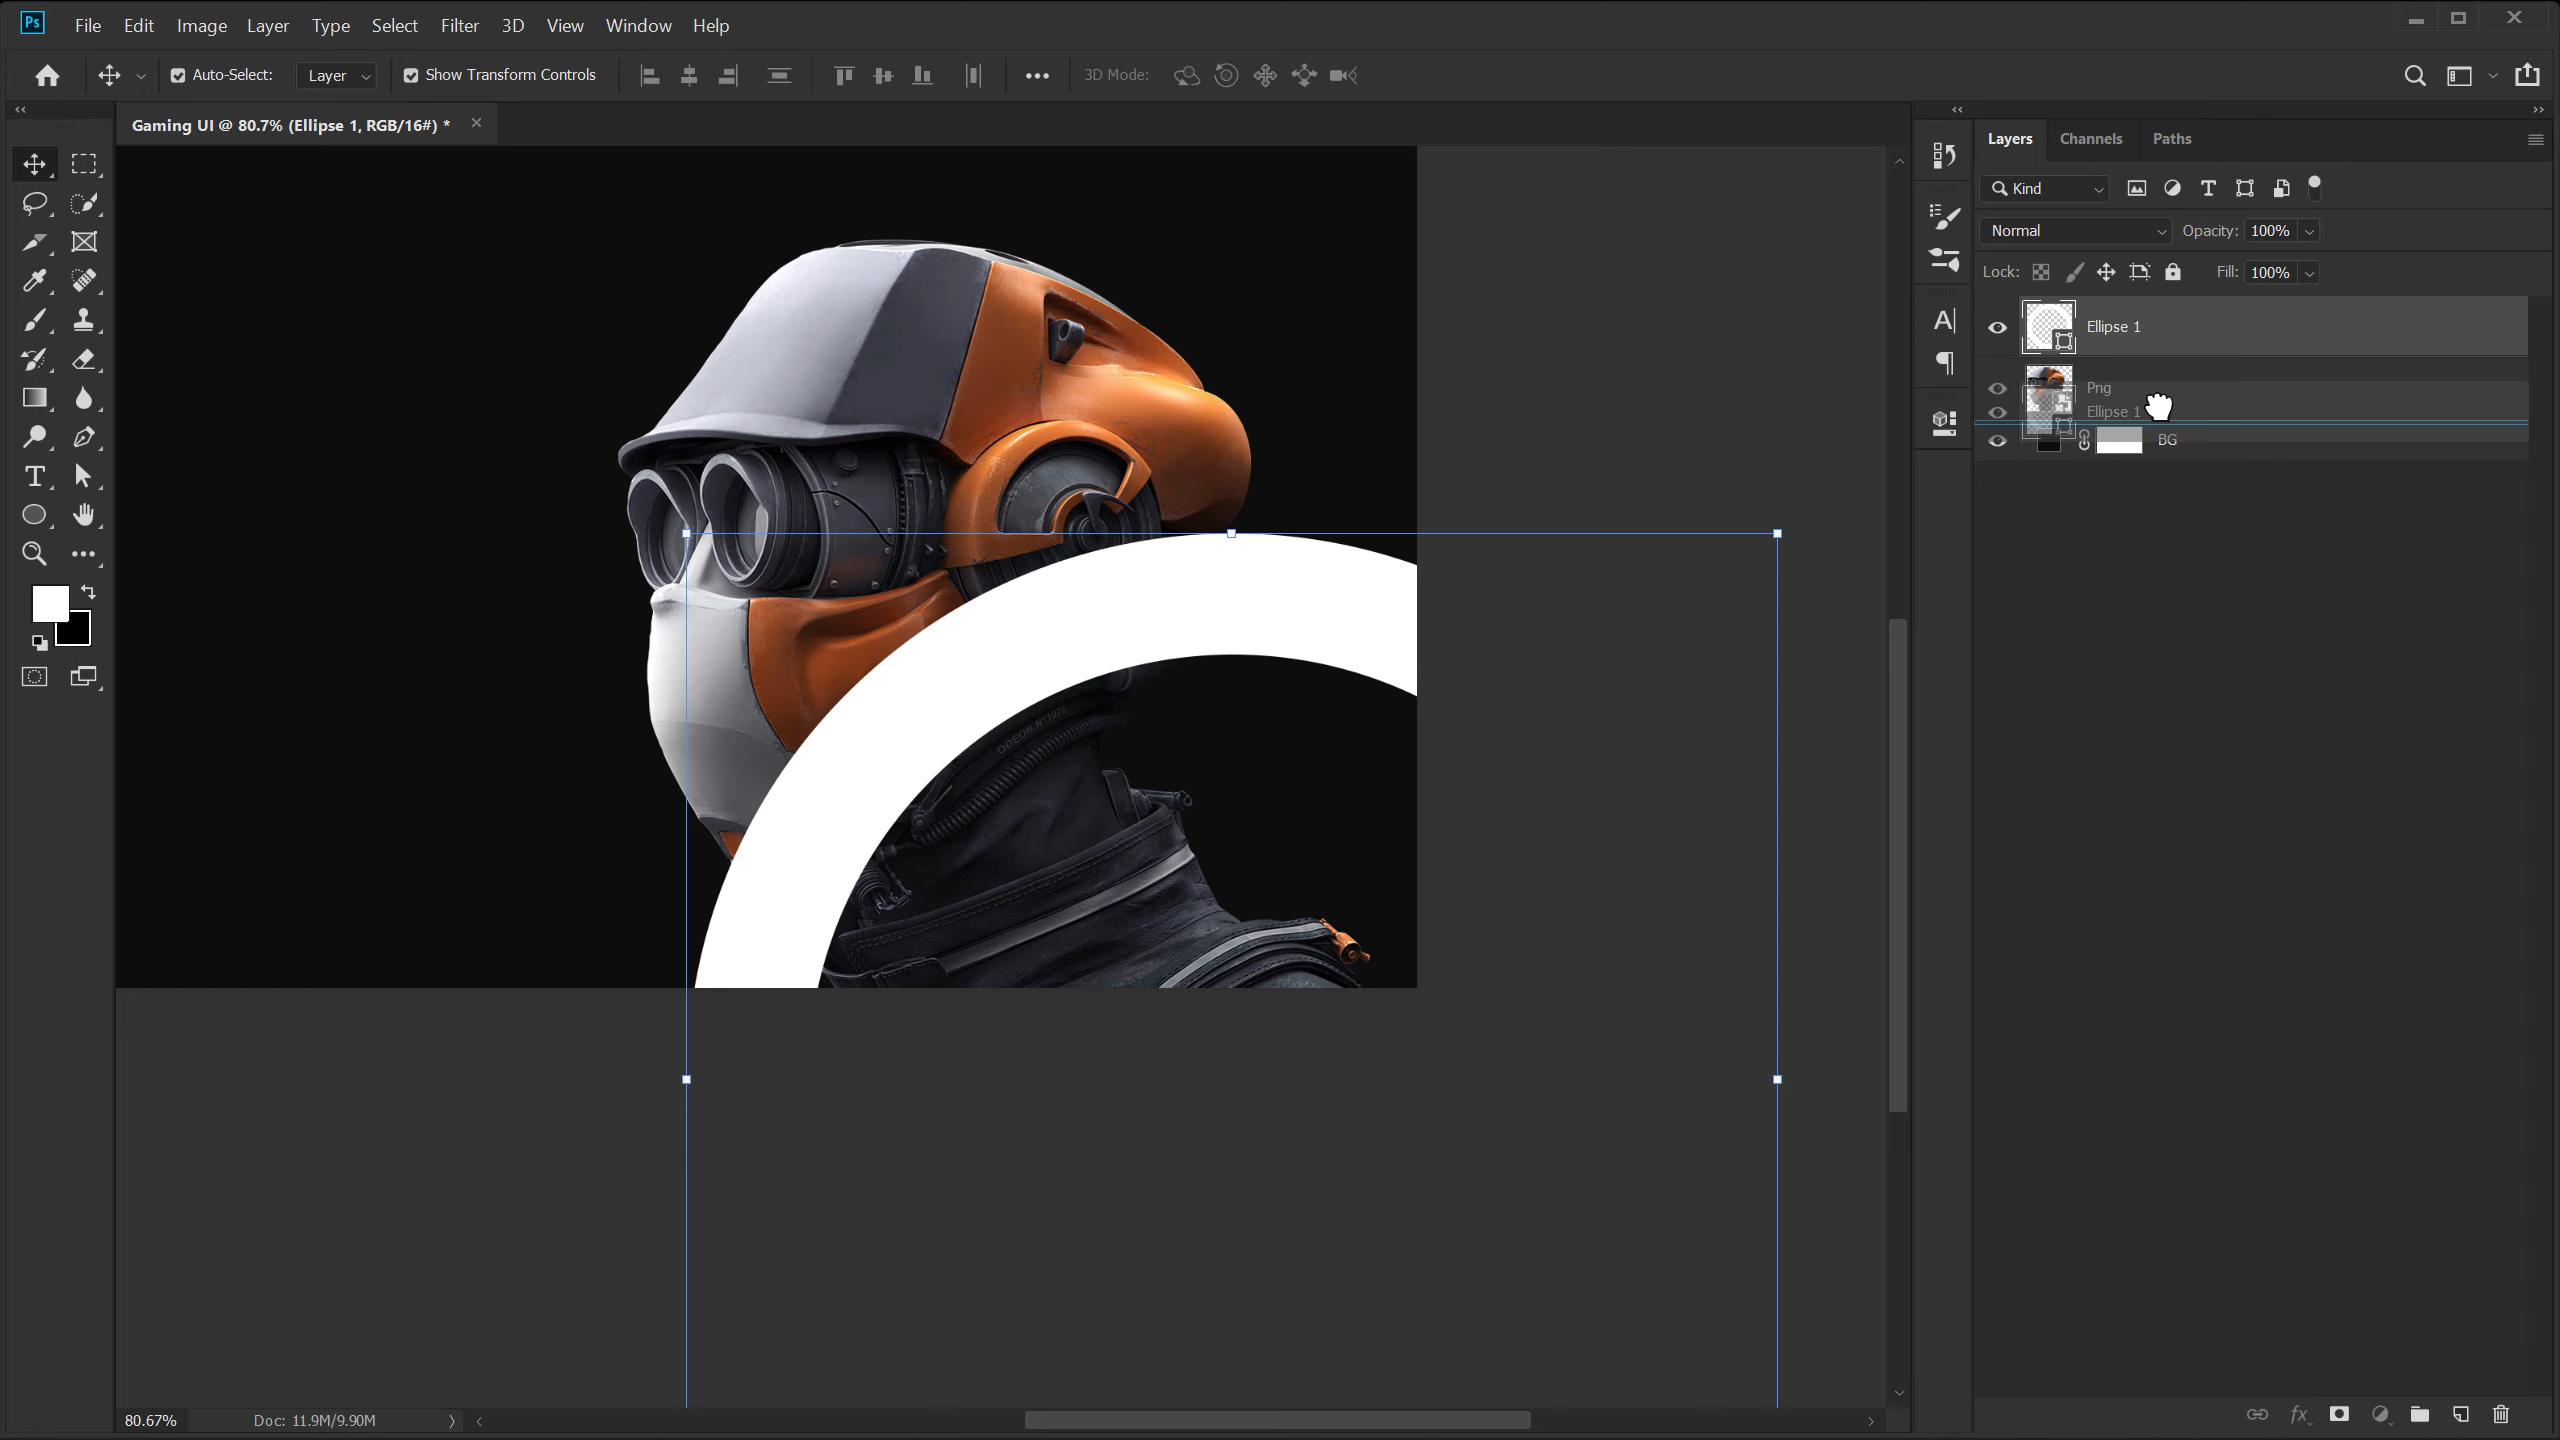 Ps File Edit Image Layer Type Select Filter 3D View Window Help
Auto-Select: Layer Show Transform Controls 3D Mode:
Gaming UI @ 80.7% (Ellipse 1, RGB/16#) *
Layers Channels Paths
Kind
Normal Opacity: 100%
Lock: Fill: 100%
Ellipse 1
Png
Ellipse 1
BG
ODEON.N°1970
80.67% Doc: 11.9M/9.90M